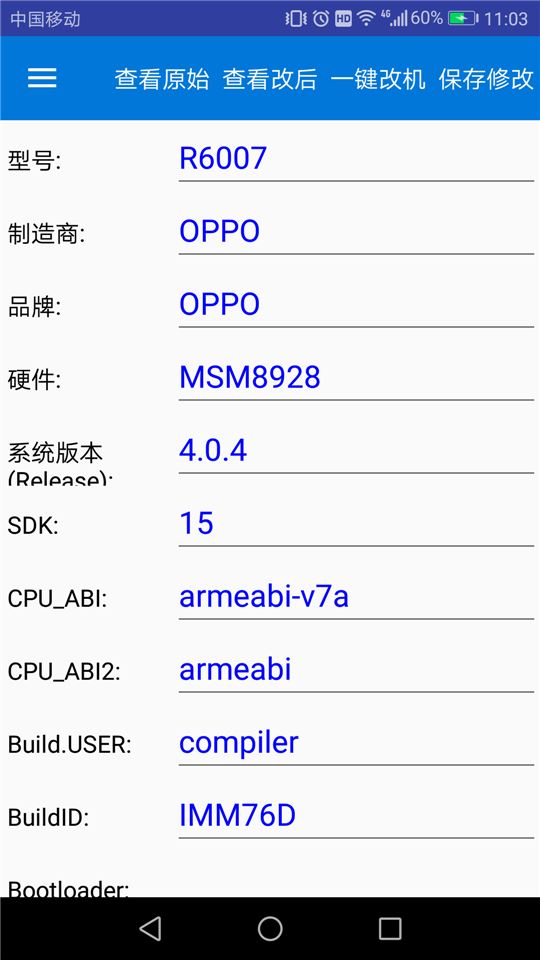 中国移动 HD 4G 60% 11:03
查看原始 查看改后 一键改机 保存修改
型号: R6007
制造商: OPPO
品牌: OPPO
硬件: MSM8928
系统版本 4.0.4
(Release):
SDK: 15
CPU_ABI: armeabi-v7a
CPU_ABI2: armeabi
Build.USER: compiler
BuildID: IMM76D
Bootloader: